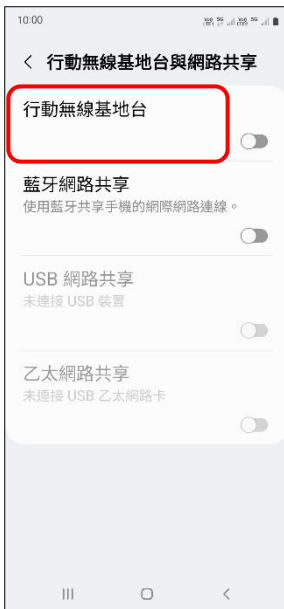 10:00
行動無線基地台與網路共享
行動無線基地台
藍牙網路共享
使用藍牙共享手機的網際網路連線。
USB 網路共享
未連接 USB 裝置
乙太網路共享
未連接 USB 乙太網路卡